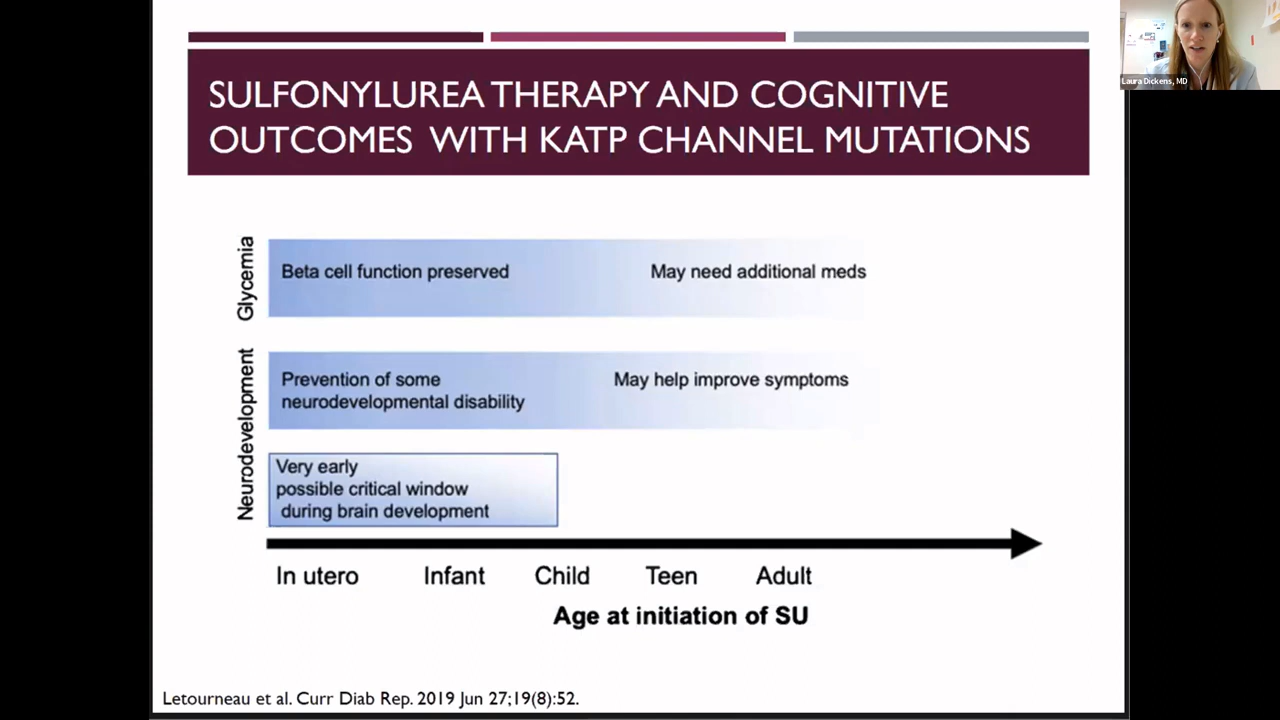 Laura Dickens, MD
SULFONYLUREA THERAPY AND COGNITIVE
OUTCOMES WITH KATP CHANNEL MUTATIONS
Glycemia
Beta cell function preserved
May need additional meds
Neurodevelopment
Prevention of some
neurodevelopmental disability
May help improve symptoms
Very early
possible critical window
during brain development
In utero Infant Child Teen Adult
Age at initiation of SU
Letourneau et al. Curr Diab Rep. 2019 Jun 27;19(8):52.